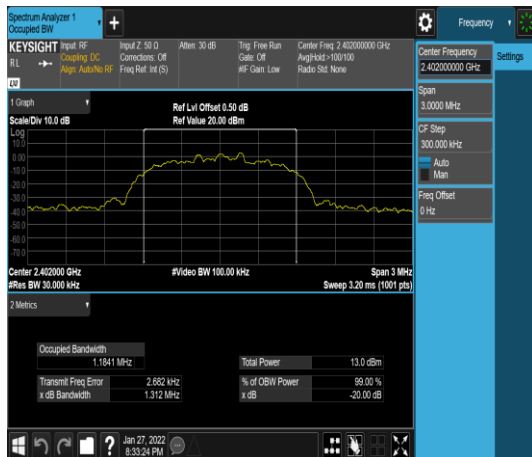 Spectrum Analyzer 1
Occupied BW
Frequency
KEYSIGHT
R L
LXI
Input: RF
Coupling: DC
Align: Auto/No RF
Input Z: 50 Ω
Corrections: Off
Freq Ref: Int (S)
Atten: 30 dB
Trig: Free Run
Gate: Off
#IF Gain: Low
Center Freq: 2.402000000 GHz
Avg|Hold:>100/100
Radio Std: None
Center Frequency
2.402000000 GHz
Settings
Span
3.0000 MHz
CF Step
300.000 kHz
Auto
Man
Freq Offset
0 Hz
1 Graph
Scale/Div 10.0 dB
Ref Lvl Offset 0.50 dB
Ref Value 20.00 dBm
Log
10.0
0.00
-10.0
-20.0
-30.0
-40.0
-50.0
-60.0
-70.0
Center 2.402000 GHz
#Video BW 100.00 kHz
Span 3 MHz
#Res BW 30.000 kHz
Sweep 3.20 ms (1001 pts)
2 Metrics
Occupied Bandwidth
1.1841 MHz
Total Power 13.0 dBm
Transmit Freq Error 2.682 kHz
% of OBW Power 99.00 %
x dB Bandwidth 1.312 MHz
x dB -20.00 dB
Jan 27, 2022
8:33:24 PM